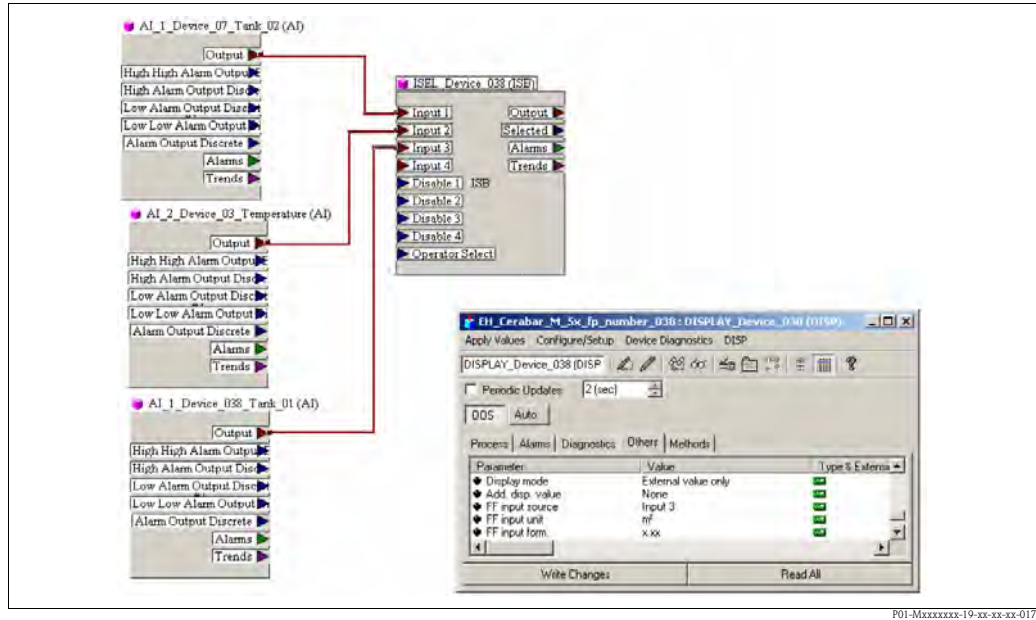 AI_1_Device_07_Tank_02 (AI)
Output
High High Alarm Output
High Alarm Output Disc
Low Alarm Output Disc
Low Low Alarm Output
Alarm Output Discrete
Alarms
Trends
ISEL_Device_038 (ISB)
Input 1
Output
Input 2
Selected
Input 3
Alarms
Input 4
Trends
Disable 1
ISB
Disable 2
Disable 3
Disable 4
Operator Select
AI_2_Device_03_Temperature (AI)
Output
High High Alarm Outpu
High Alarm Output Disc
Low Alarm Output Disc
Low Low Alarm Output
Alarm Output Discrete
Alarms
Trends
AI_1_Device_038_Tank_01 (AI)
Output
High High Alarm Outpu
High Alarm Output Disc
Low Alarm Output Disc
Low Low Alarm Output
Alarm Output Discrete
Alarms
Trends
EH_Cerabar_M_5x_fp_number_038 : DISPLAY_Device_038 (DISP)
Apply Values Configure/Setup Device Diagnostics DISP
DISPLAY_Device_038 (DISP
Periodic Updates 2 (sec)
OOS Auto
Process Alarms Diagnostics Others Methods
Parameter Value Type & Extensi
Display mode External value only
Add. disp. value None
FF input source Input 3
FF input unit
FF input form. x.xx
Write Changes Read All
P01-Mxxxxxxx-19-xx-xx-xx-017